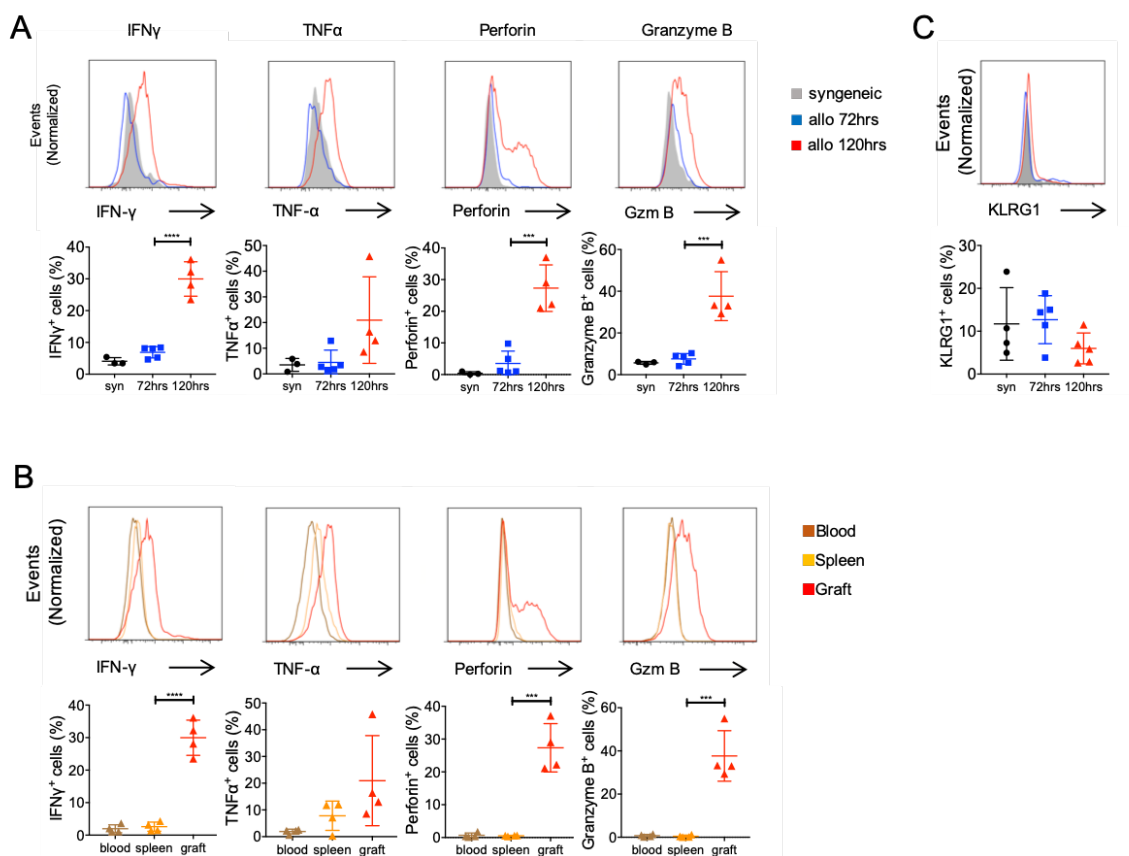 A
IFNγ
TNFα
Perforin
Granzyme B
C
Events
(Normalized)
syngeneic
allo 72hrs
allo 120hrs
Events
(Normalized)
IFN-γ
TNF-α
Perforin
Gzm B
KLRG1
IFNγ+ cells (%)
40
30
20
10
0
****
syn 72hrs 120hrs
TNFα+ cells (%)
50
40
30
20
10
0
syn 72hrs 120hrs
Perforin+ cells (%)
40
30
20
10
0
***
syn 72hrs 120hrs
Granzyme B+ cells (%)
60
40
20
0
***
syn 72hrs 120hrs
KLRG1+ cells (%)
30
20
10
0
syn 72hrs 120hrs
B
Events
(Normalized)
Blood
Spleen
Graft
IFN-γ
TNF-α
Perforin
Gzm B
IFNγ+ cells (%)
40
30
20
10
0
****
blood spleen graft
TNFα+ cells (%)
50
40
30
20
10
0
blood spleen graft
Perforin+ cells (%)
40
30
20
10
0
***
blood spleen graft
Granzyme B+ cells (%)
60
40
20
0
***
blood spleen graft